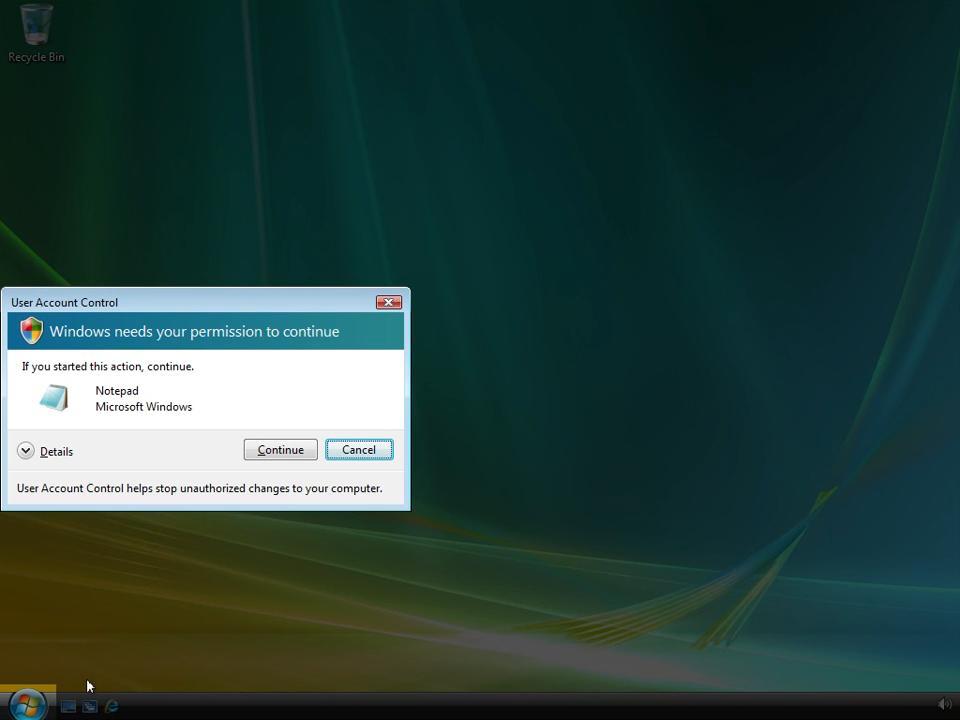 Recycle Bin
User Account Control
Windows needs your permission to continue
If you started this action, continue.
Notepad
Microsoft Windows
Details
Continue
Cancel
User Account Control helps stop unauthorized changes to your computer.